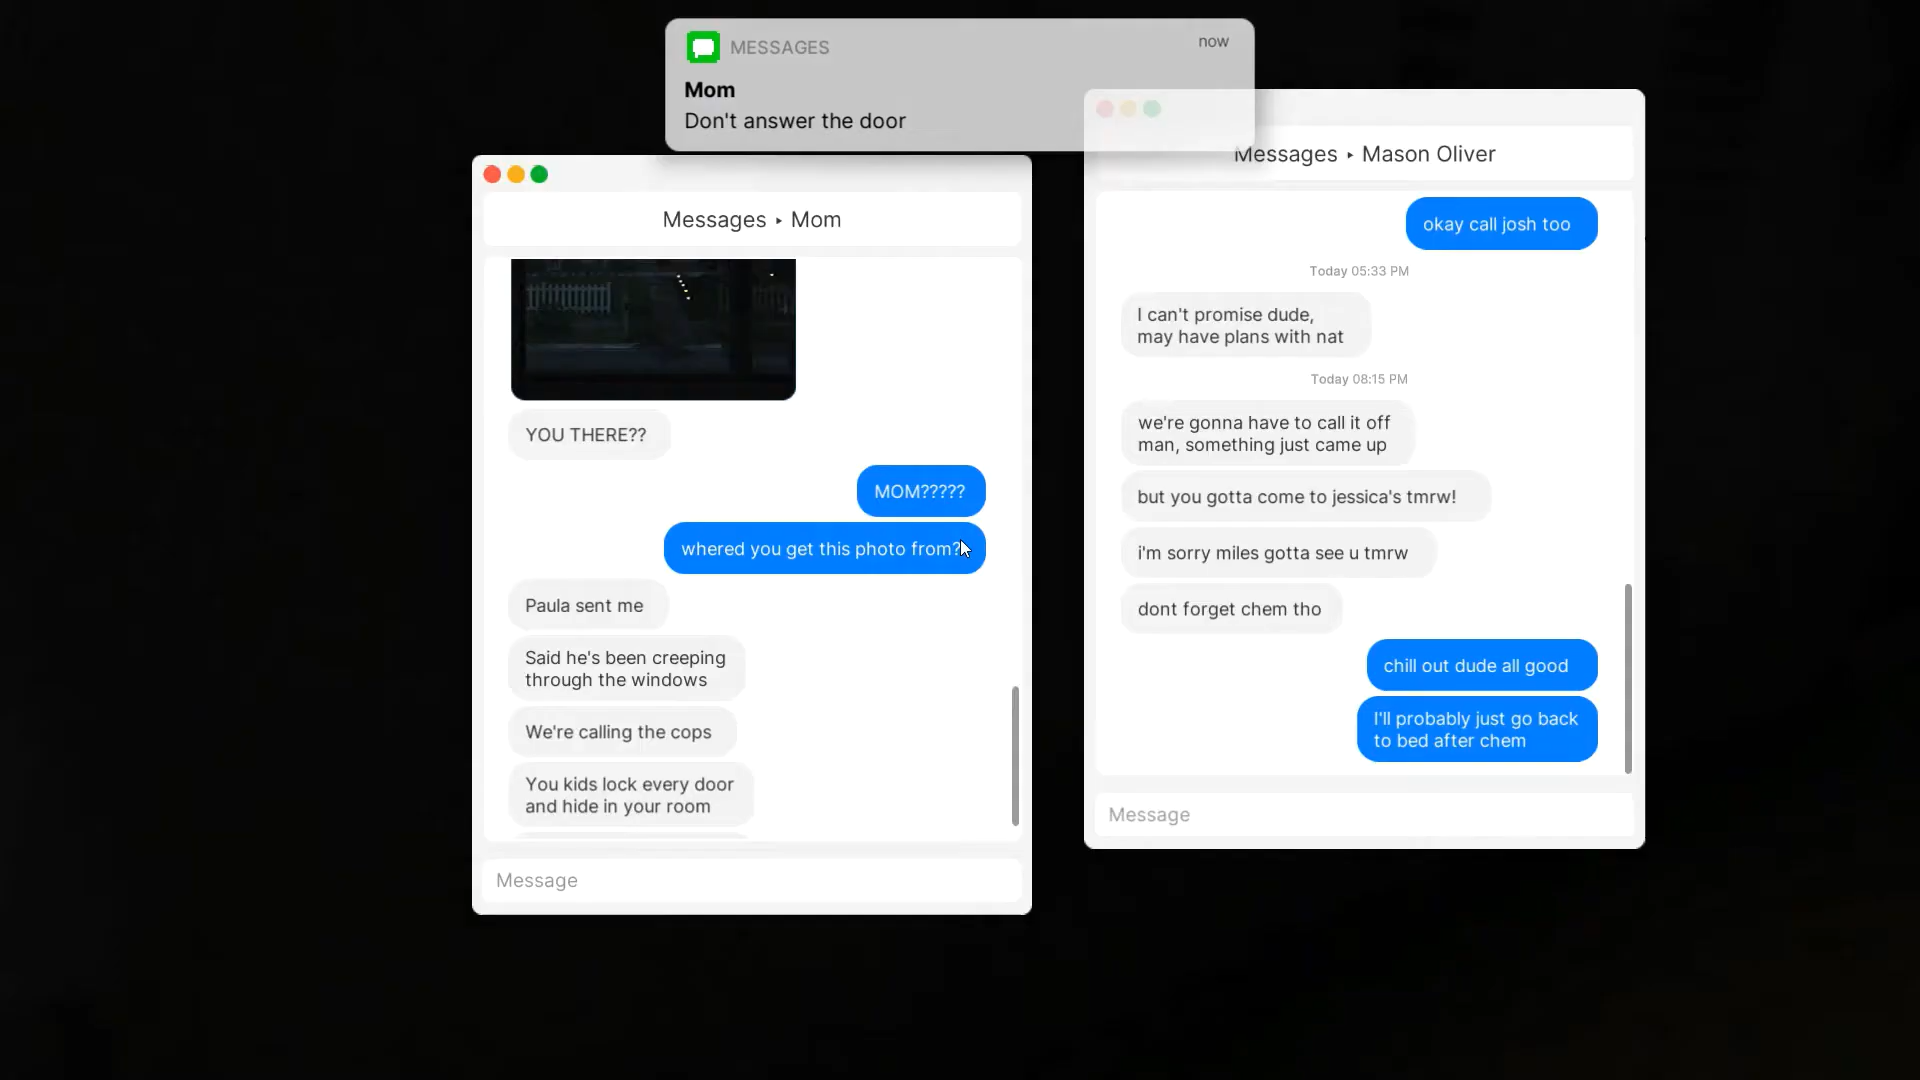 MESSAGES
now
Mom
Don't answer the door
Messages ▸ Mom
YOU THERE??
MOM?????
whered you get this photo from?
Paula sent me
Said he's been creeping
through the windows
We're calling the cops
You kids lock every door
and hide in your room
Message
Messages ▸ Mason Oliver
okay call josh too
Today 05:33 PM
I can't promise dude,
may have plans with nat
Today 08:15 PM
we're gonna have to call it off
man, something just came up
but you gotta come to jessica's tmrw!
i'm sorry miles gotta see u tmrw
dont forget chem tho
chill out dude all good
I'll probably just go back
to bed after chem
Message